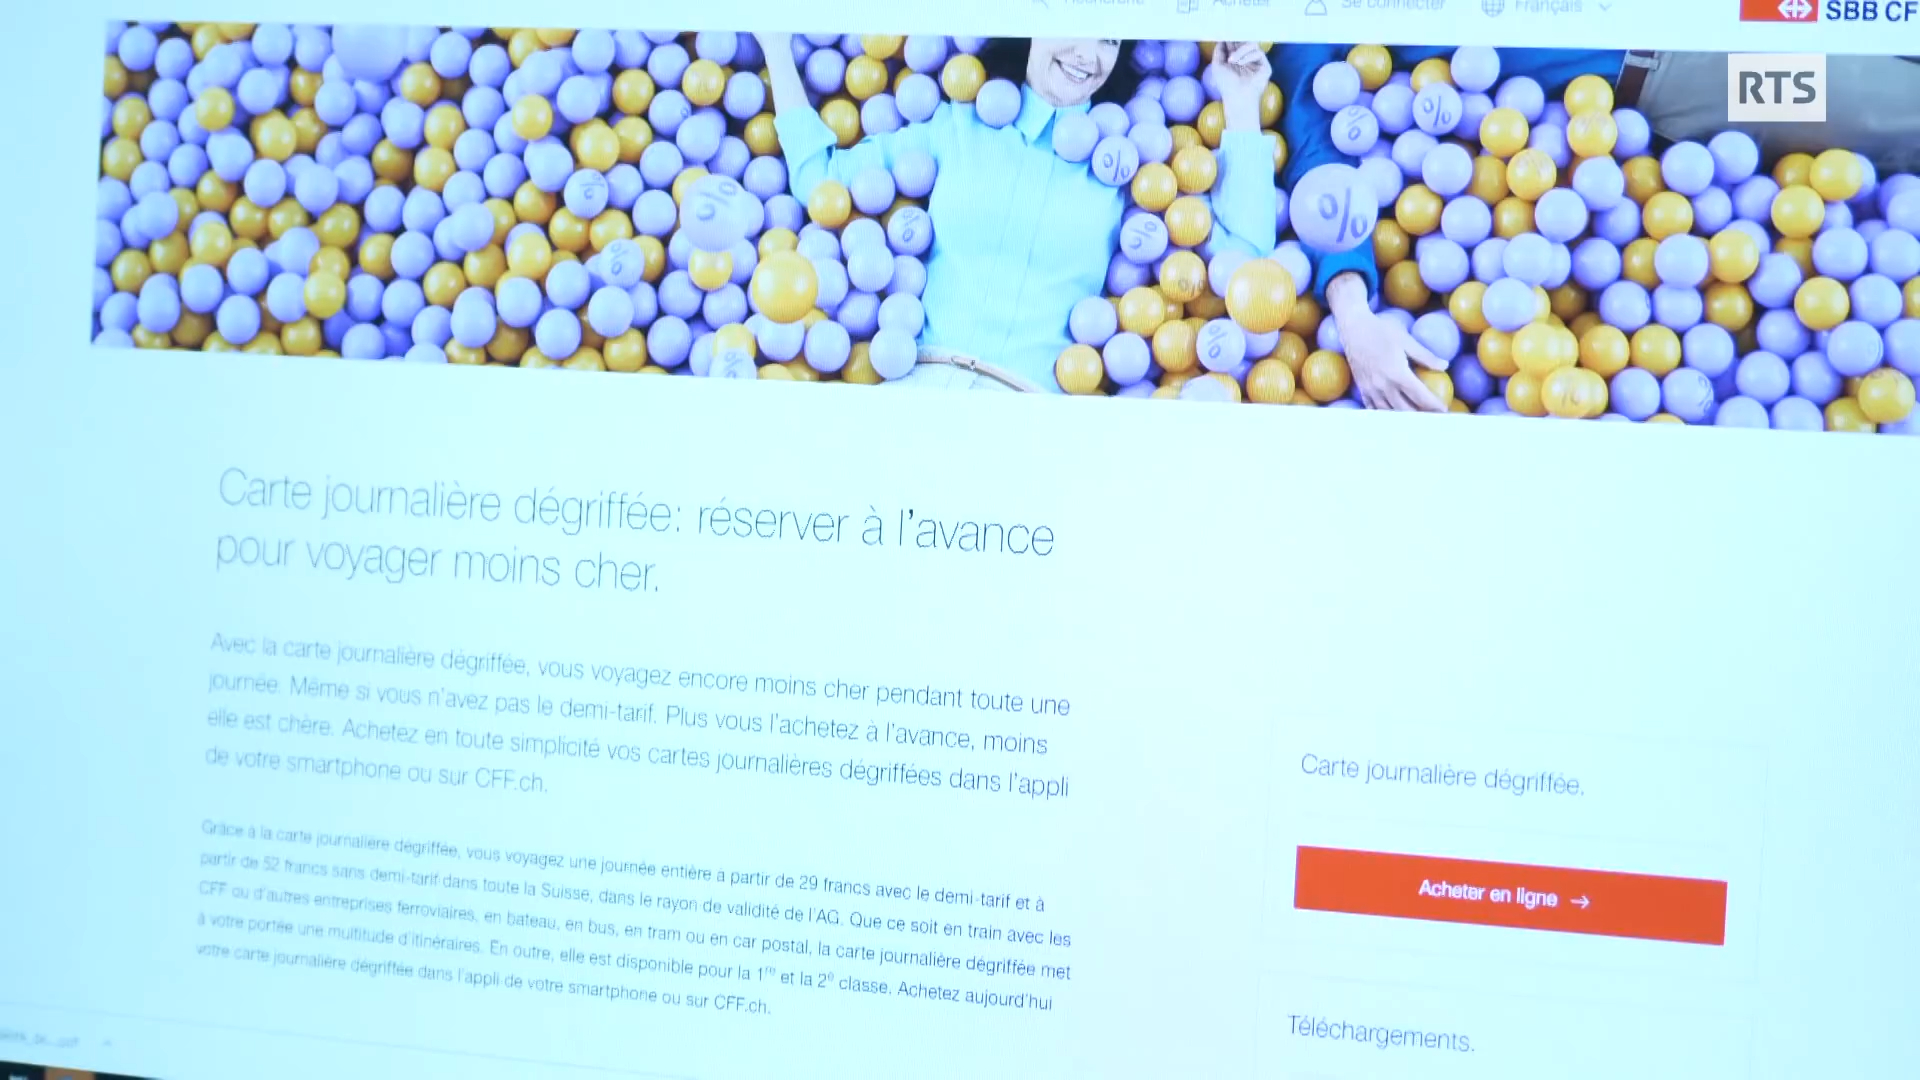 Se connecter
Français
SBB CF
RTS
Carte journalière dégriffée: réserver à l'avance
pour voyager moins cher.
Avec la carte journalière dégriffée, vous voyagez encore moins cher pendant toute une
journée. Même si vous n'avez pas le demi-tarif. Plus vous l'achetez à l'avance, moins
elle est chère. Achetez en toute simplicité vos cartes journalières dégriffées dans l'appli
de votre smartphone ou sur CFF.ch.
Grâce à la carte journalière dégriffée, vous voyagez une journée entière à partir de 29 francs avec le demi-tarif et à
partir de 52 francs sans demi-tarif dans toute la Suisse, dans le rayon de validité de l'AG. Que ce soit en train avec les
CFF ou d'autres entreprises ferroviaires, en bateau, en bus, en tram ou en car postal, la carte journalière dégriffée met
à votre portée une multitude d'itinéraires. En outre, elle est disponible pour la 1re et la 2e classe. Achetez aujourd'hui
votre carte journalière dégriffée dans l'appli de votre smartphone ou sur CFF.ch.
Carte journalière dégriffée.
Acheter en ligne →
Téléchargements.